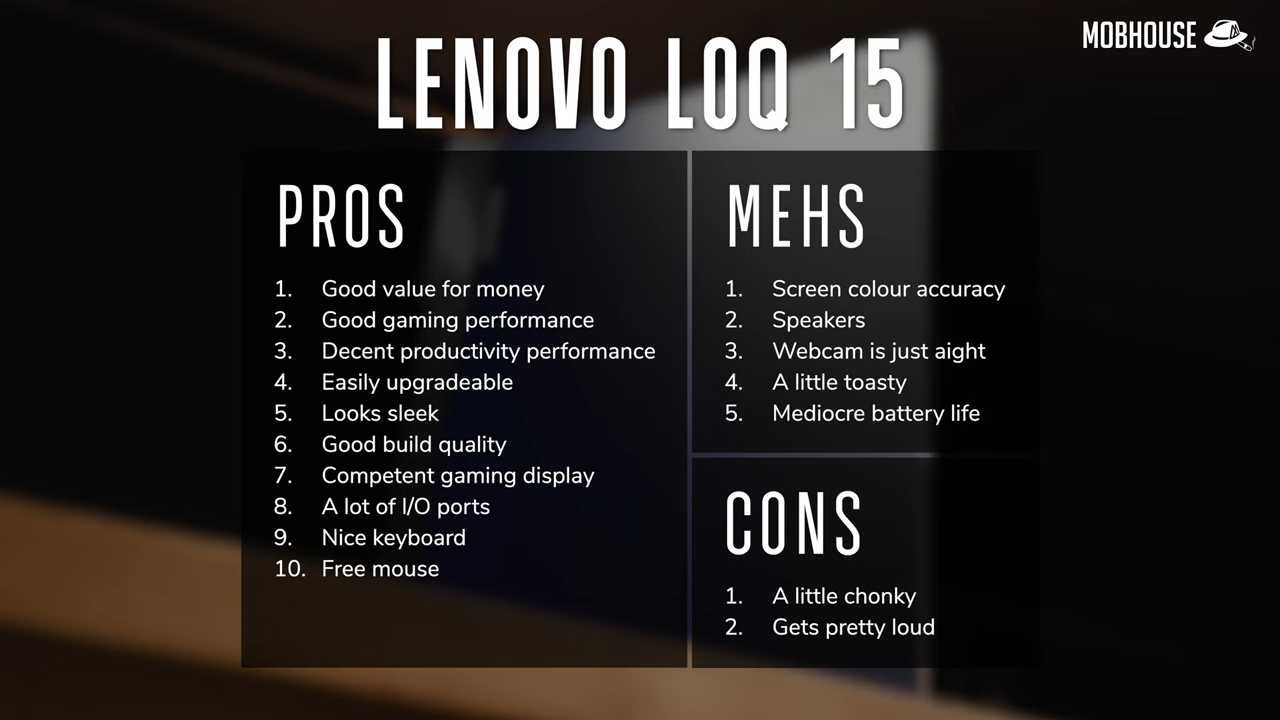 MOBHOUSE
LENOVO LOQ 15
PROS
1. Good value for money
2. Good gaming performance
3. Decent productivity performance
4. Easily upgradeable
5. Looks sleek
6. Good build quality
7. Competent gaming display
8. A lot of I/O ports
9. Nice keyboard
10. Free mouse
MEHS
1. Screen colour accuracy
2. Speakers
3. Webcam is just aight
4. A little toasty
5. Mediocre battery life
CONS
1. A little chonky
2. Gets pretty loud